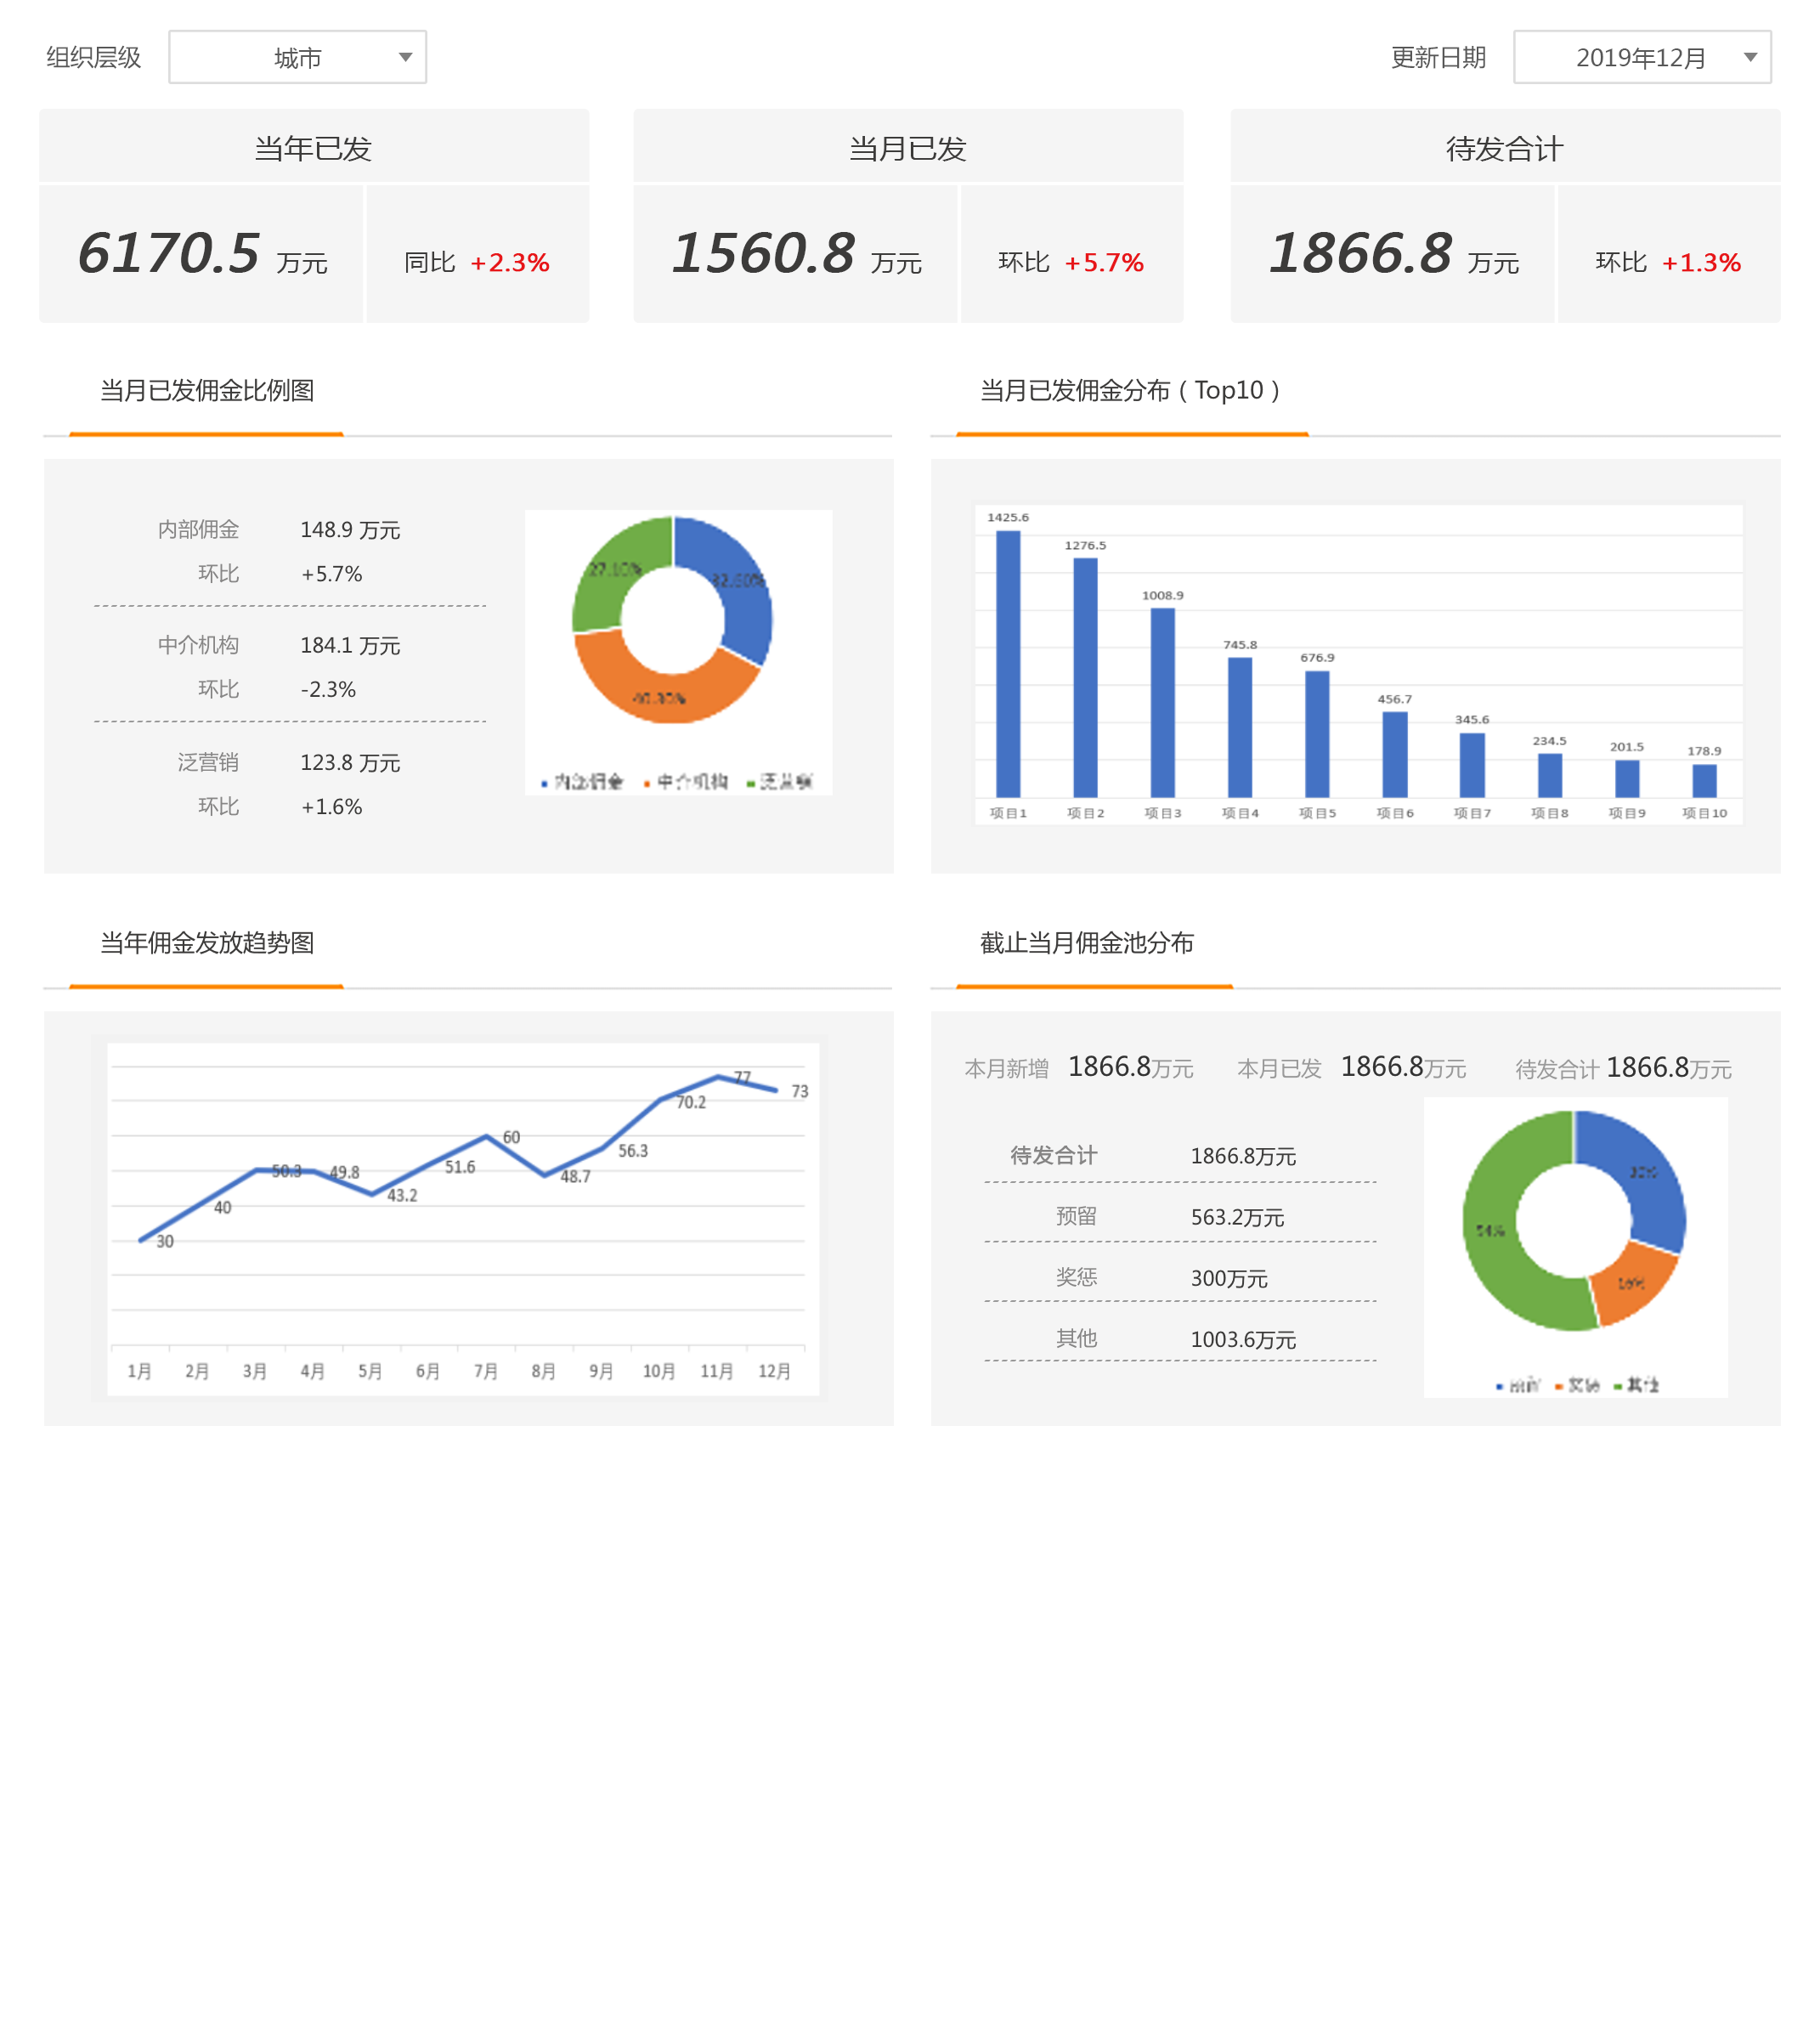 组织层级 城市 更新日期 2019年12月
当年已发 当月已发 待发合计
6170.5 万元 同比 +2.3% 1560.8 万元 环比 +5.7% 1866.8 万元 环比 +1.3%
当月已发佣金比例图
内部佣金 148.9 万元
环比 +5.7%
中介机构 184.1 万元
环比 -2.3%
泛营销 123.8 万元
环比 +1.6%
27.10% 32.60%
内部佣金 中介机构 泛营销
当月已发佣金分布（Top10）
1425.6
1276.5
1008.9
745.8
676.9
456.7
345.6
234.5
201.5
178.9
项目1 项目2 项目3 项目4 项目5 项目6 项目7 项目8 项目9 项目10
当年佣金发放趋势图
30 40 50.3 49.8 43.2 51.6 60 48.7 56.3 70.2 77 73
1月 2月 3月 4月 5月 6月 7月 8月 9月 10月 11月 12月
截止当月佣金池分布
本月新增 1866.8万元 本月已发 1866.8万元 待发合计 1866.8万元
待发合计 1866.8万元
预留 563.2万元
奖惩 300万元
其他 1003.6万元
54%
16%
其他